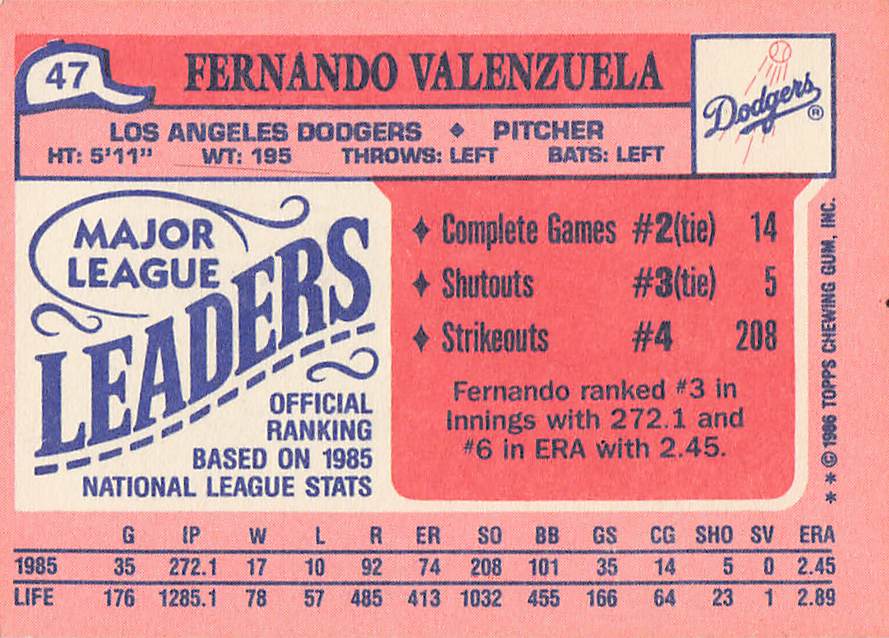 47
FERNANDO VALENZUELA
Dodgers®
LOS ANGELES DODGERS ♦ PITCHER
HT: 5'11" WT: 195 THROWS: LEFT BATS: LEFT
MAJOR
LEAGUE
LEADERS
OFFICIAL
RANKING
BASED ON 1985
NATIONAL LEAGUE STATS
♦ Complete Games #2(tie) 14
♦ Shutouts #3(tie) 5
♦ Strikeouts #4 208
Fernando ranked #3 in
Innings with 272.1 and
#6 in ERA with 2.45.
* * © 1986 TOPPS CHEWING GUM, INC.
G IP W L R ER SO BB GS CG SHO SV ERA
1985 35 272.1 17 10 92 74 208 101 35 14 5 0 2.45
LIFE 176 1285.1 78 57 485 413 1032 455 166 64 23 1 2.89